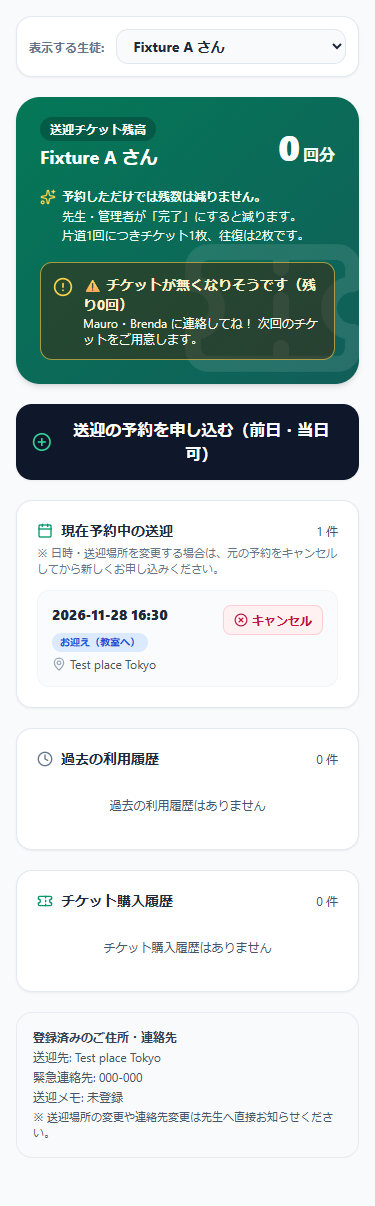 表示する生徒: Fixture A さん
送迎チケット残高
Fixture A さん
0 回分
予約しただけでは残数は減りません。
先生・管理者が「完了」にすると減ります。
片道1回につきチケット1枚、往復は2枚です。
⚠ チケットが無くなりそうです（残
り0回）
Mauro・Brenda に連絡してね！ 次回のチケ
ットをご用意します。
送迎の予約を申し込む（前日・当日
可）
現在予約中の送迎 1 件
※ 日時・送迎場所を変更する場合は、元の予約をキャンセル
してから新しくお申し込みください。
2026-11-28 16:30
キャンセル
お迎え（教室へ）
Test place Tokyo
過去の利用履歴 0 件
過去の利用履歴はありません
チケット購入履歴 0 件
チケット購入履歴はありません
登録済みのご住所・連絡先
送迎先: Test place Tokyo
緊急連絡先: 000-000
送迎メモ: 未登録
※ 送迎場所の変更や連絡先変更は先生へ直接お知らせくださ
い。